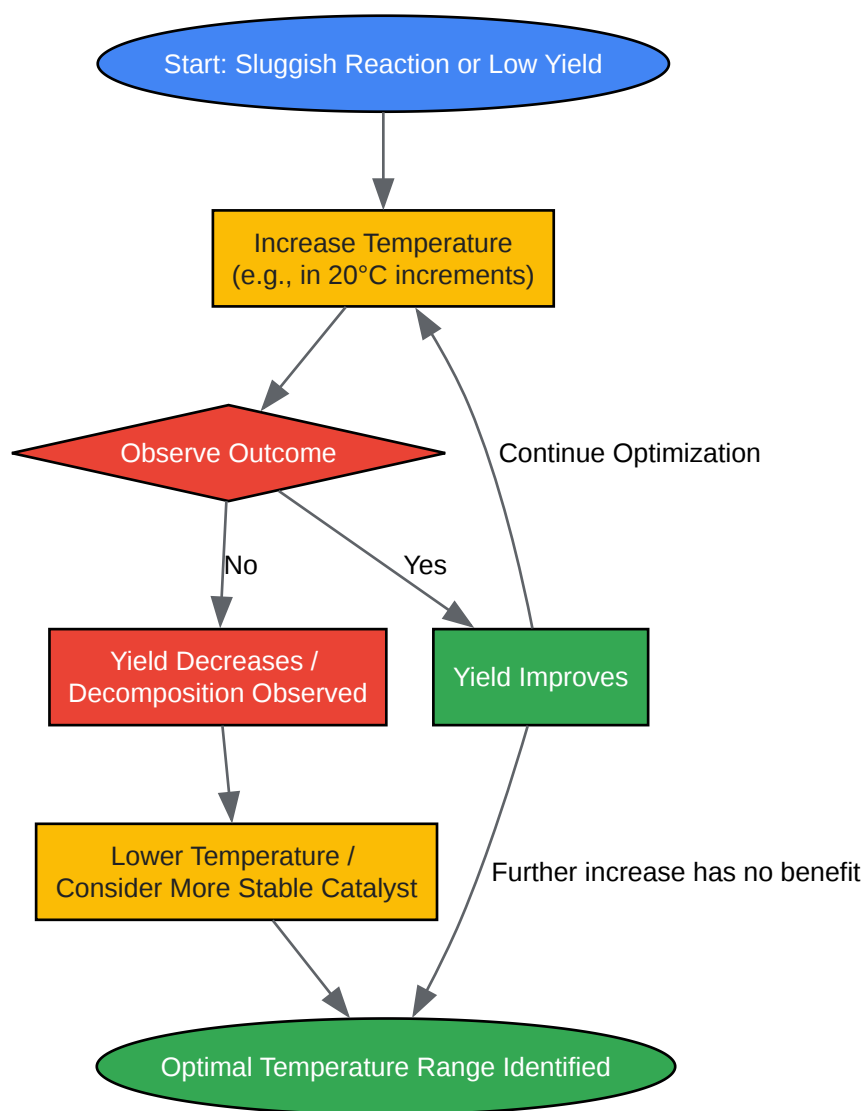 Start: Sluggish Reaction or Low Yield
Increase Temperature
(e.g., in 20°C increments)
Observe Outcome
Continue Optimization
No
Yes
Yield Decreases /
Decomposition Observed
Yield Improves
Lower Temperature /
Consider More Stable Catalyst
Further increase has no benefit
Optimal Temperature Range Identified